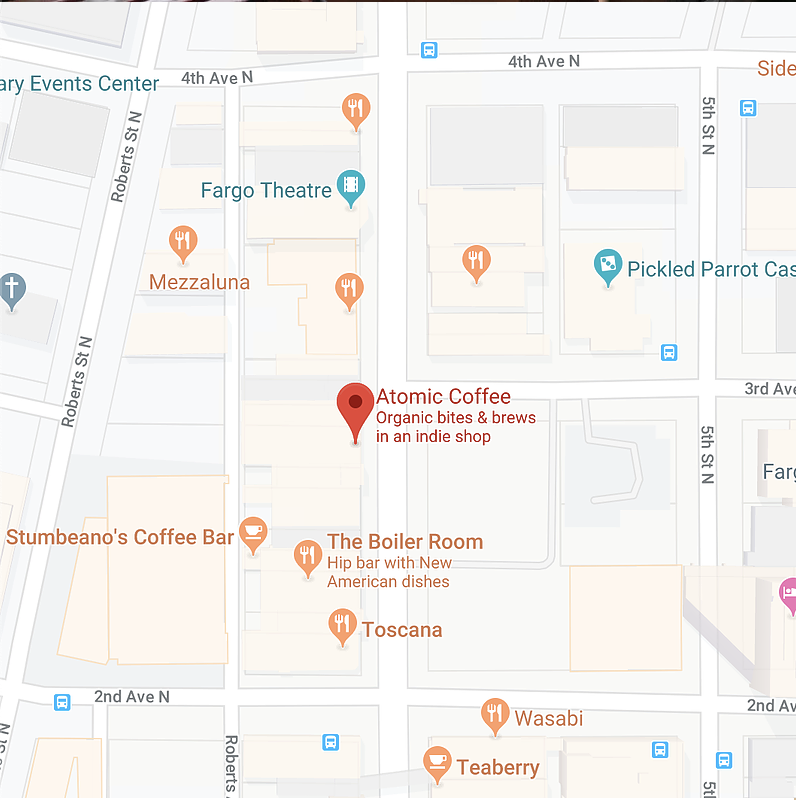 4th Ave N
4th Ave N
Side
ary Events Center
5th St N
Roberts St N
Fargo Theatre
Mezzaluna
Pickled Parrot Cas
Roberts St N
3rd Ave
Atomic Coffee
Organic bites & brews
in an indie shop
5th St N
Farg
Stumbeano's Coffee Bar
The Boiler Room
Hip bar with New
American dishes
Toscana
2nd Ave N
2nd Av
Wasabi
Roberts
St N
Teaberry
5th